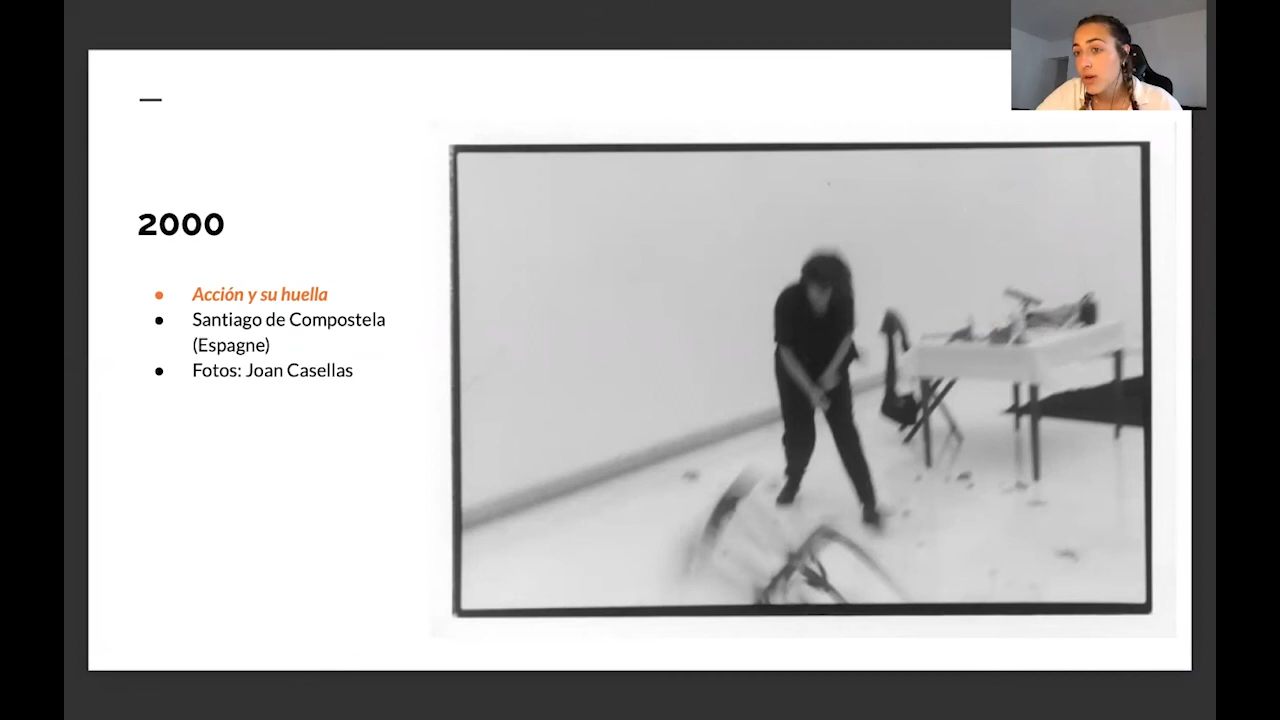 2000
Acción y su huella
Santiago de Compostela
(Espagne)
Fotos: Joan Casellas